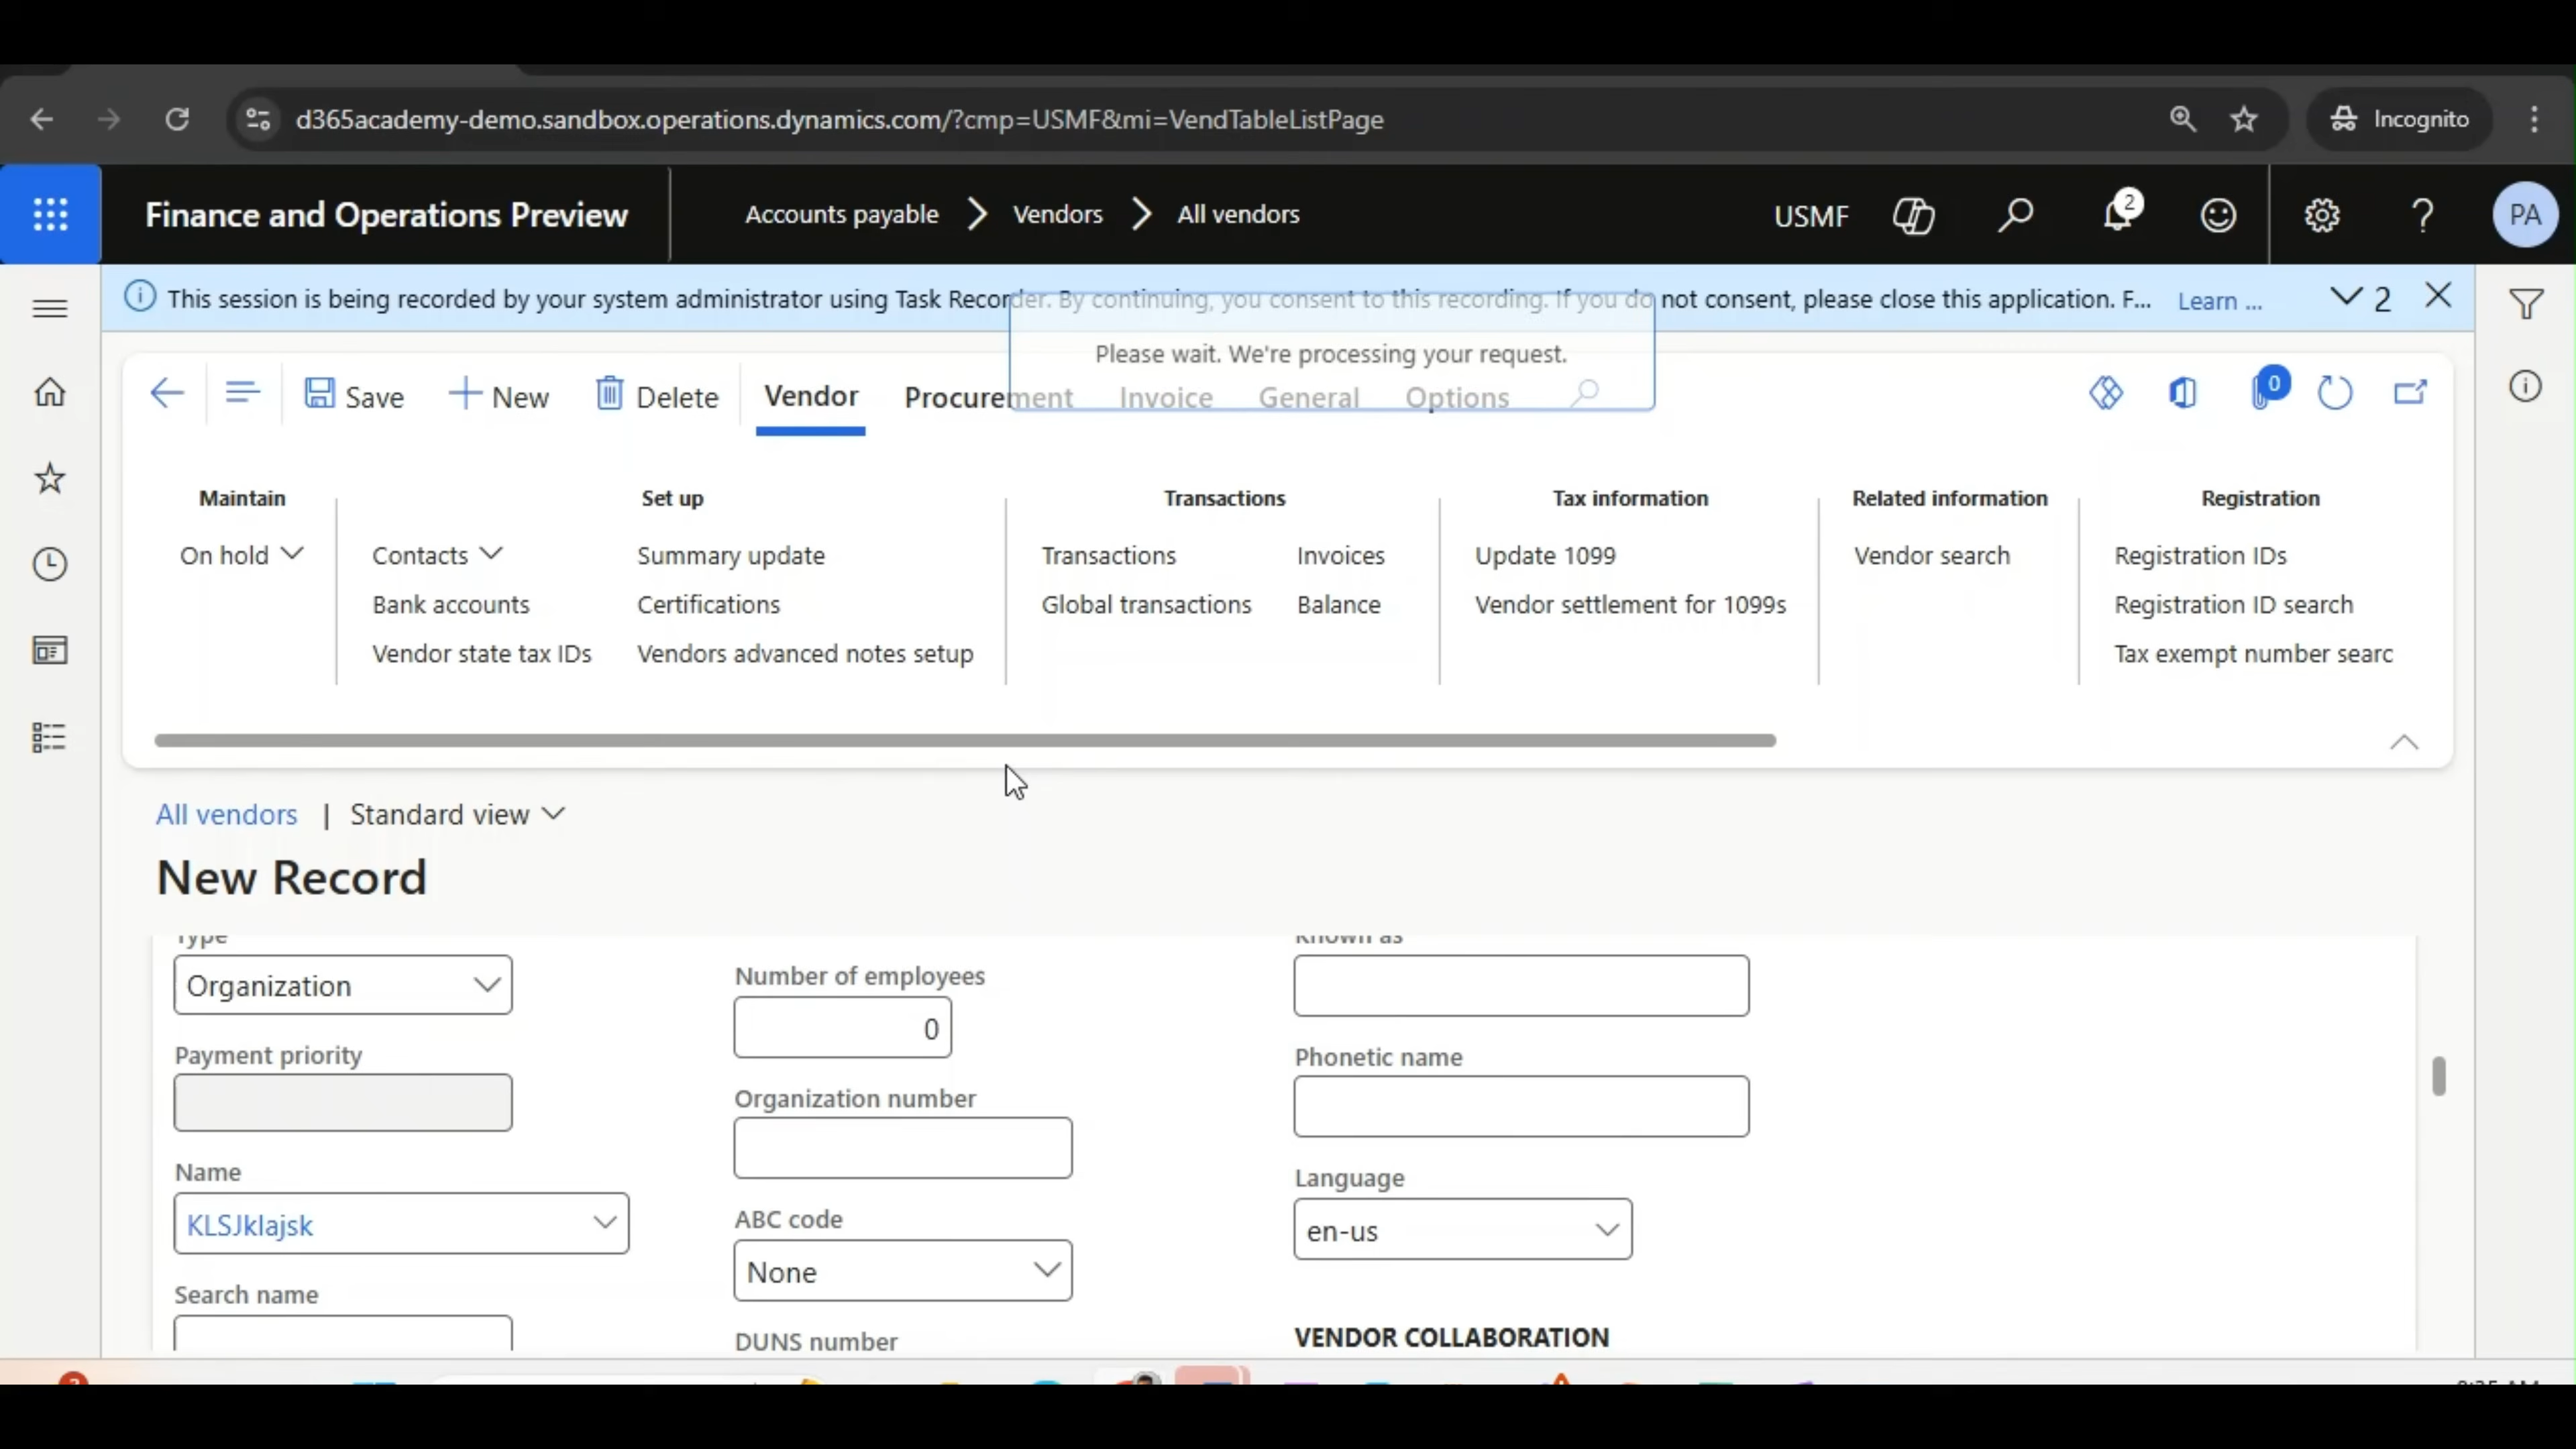 d365academy-demo.sandbox.operations.dynamics.com/?cmp=USMF&mi=VendTableListPage
Incognito
Finance and Operations Preview
Accounts payable
Vendors
All vendors
USMF
2
PA
This session is being recorded by your system administrator using Task Recorder. By continuing, you consent to this recording. If you do not consent, please close this application. F...
Learn ...
2
Please wait. We're processing your request.
Save
New
Delete
Vendor
Procurement
Invoice
General
Options
0
Maintain
Set up
Transactions
Tax information
Related information
Registration
On hold
Contacts
Summary update
Transactions
Invoices
Update 1099
Vendor search
Registration IDs
Bank accounts
Certifications
Global transactions
Balance
Vendor settlement for 1099s
Registration ID search
Vendor state tax IDs
Vendors advanced notes setup
Tax exempt number searc
All vendors | Standard view
New Record
Type
Organization
Payment priority
Name
KLSJklajsk
Search name
Number of employees
0
Organization number
ABC code
None
DUNS number
Known as
Phonetic name
Language
en-us
VENDOR COLLABORATION